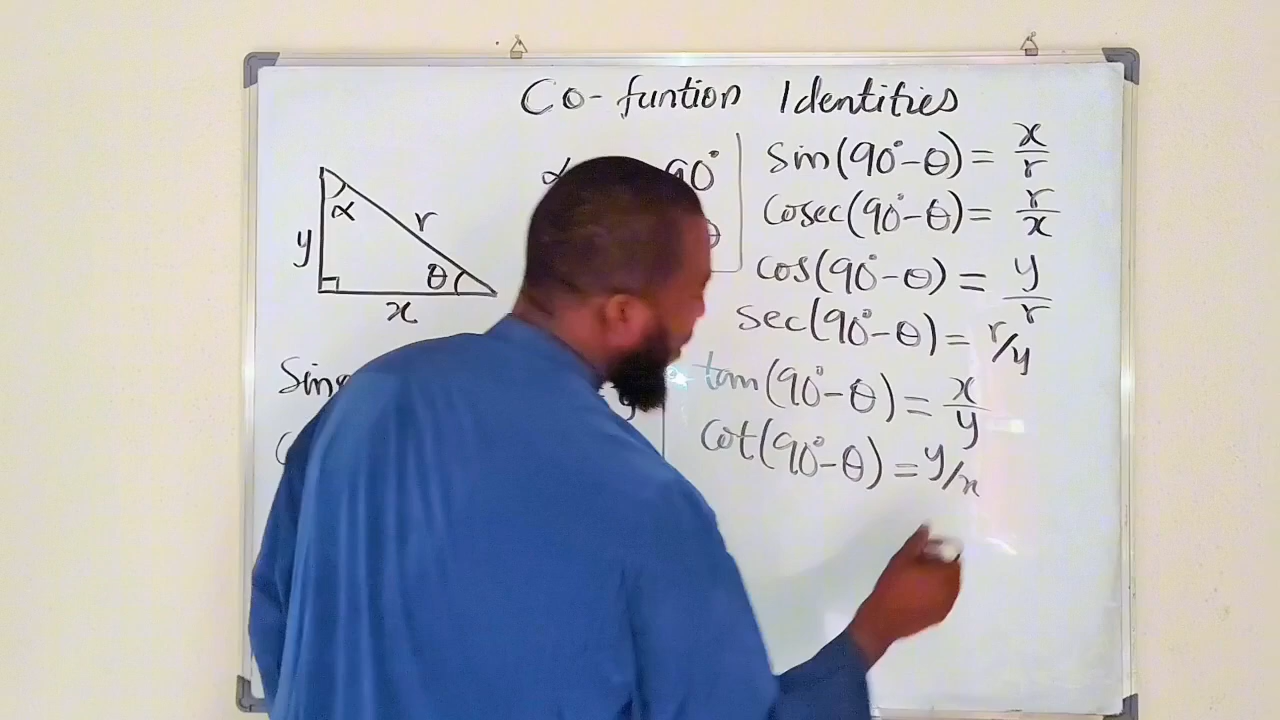 Co-funtion Identities
α 90°
θ
α
r
y
θ
x
Sin
y
sin(90°-θ) = x/r
Cosec(90°-θ) = r/x
cos(90°-θ) = y/r
sec(90°-θ) = r/y
tan(90°-θ) = x/y
cot(90°-θ) = y/x